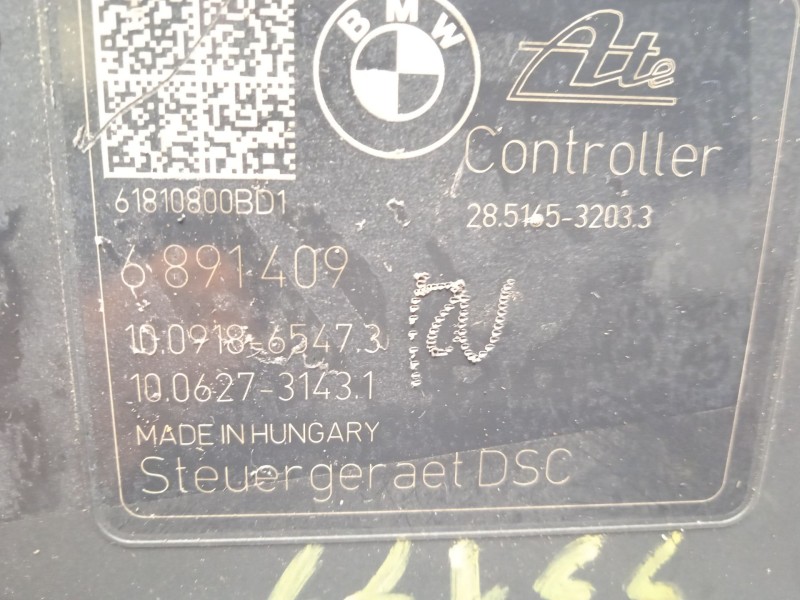 BMW
Ate
Controller
61810800BD1
28.5165-3203.3
6 891 409
10.0918-6547.3
10.0627-3143.1
MADE IN HUNGARY
Steuergeraet DSC